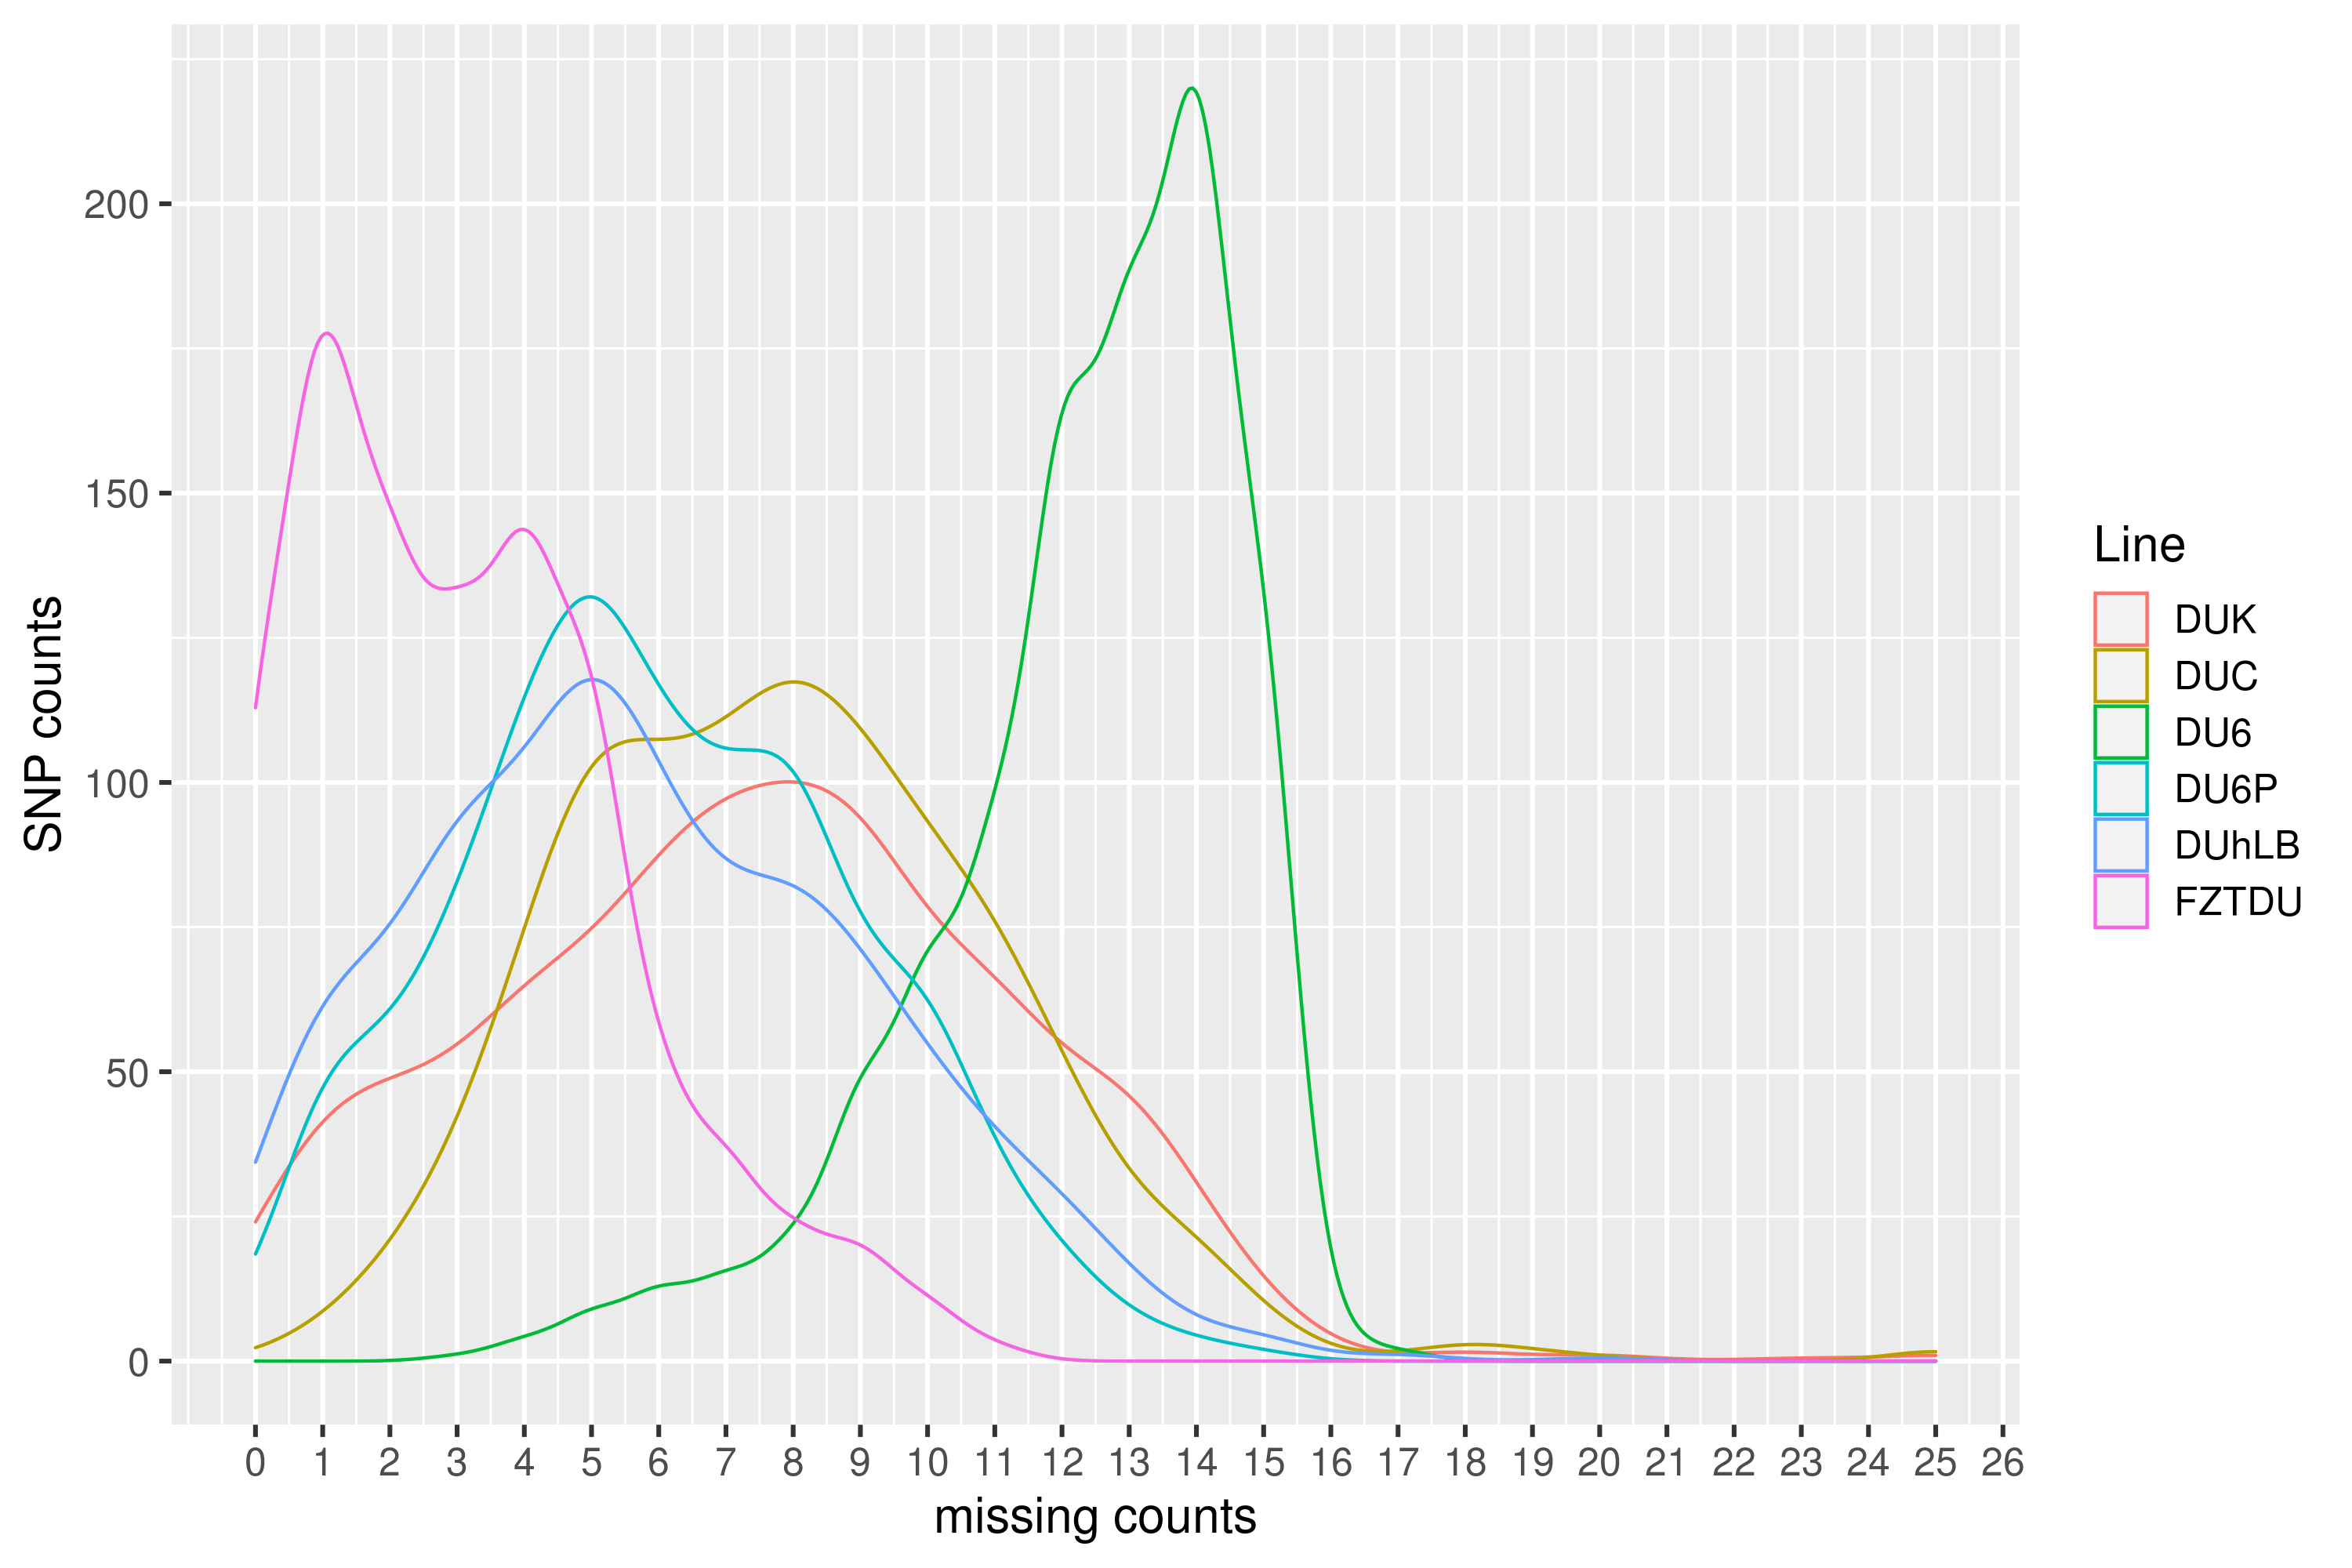 SNP counts
200
150
100
50
0
0 1 2 3 4 5 6 7 8 9 10 11 12 13 14 15 16 17 18 19 20 21 22 23 24 25 26
missing counts
Line
DUK
DUC
DU6
DU6P
DUhLB
FZTDU